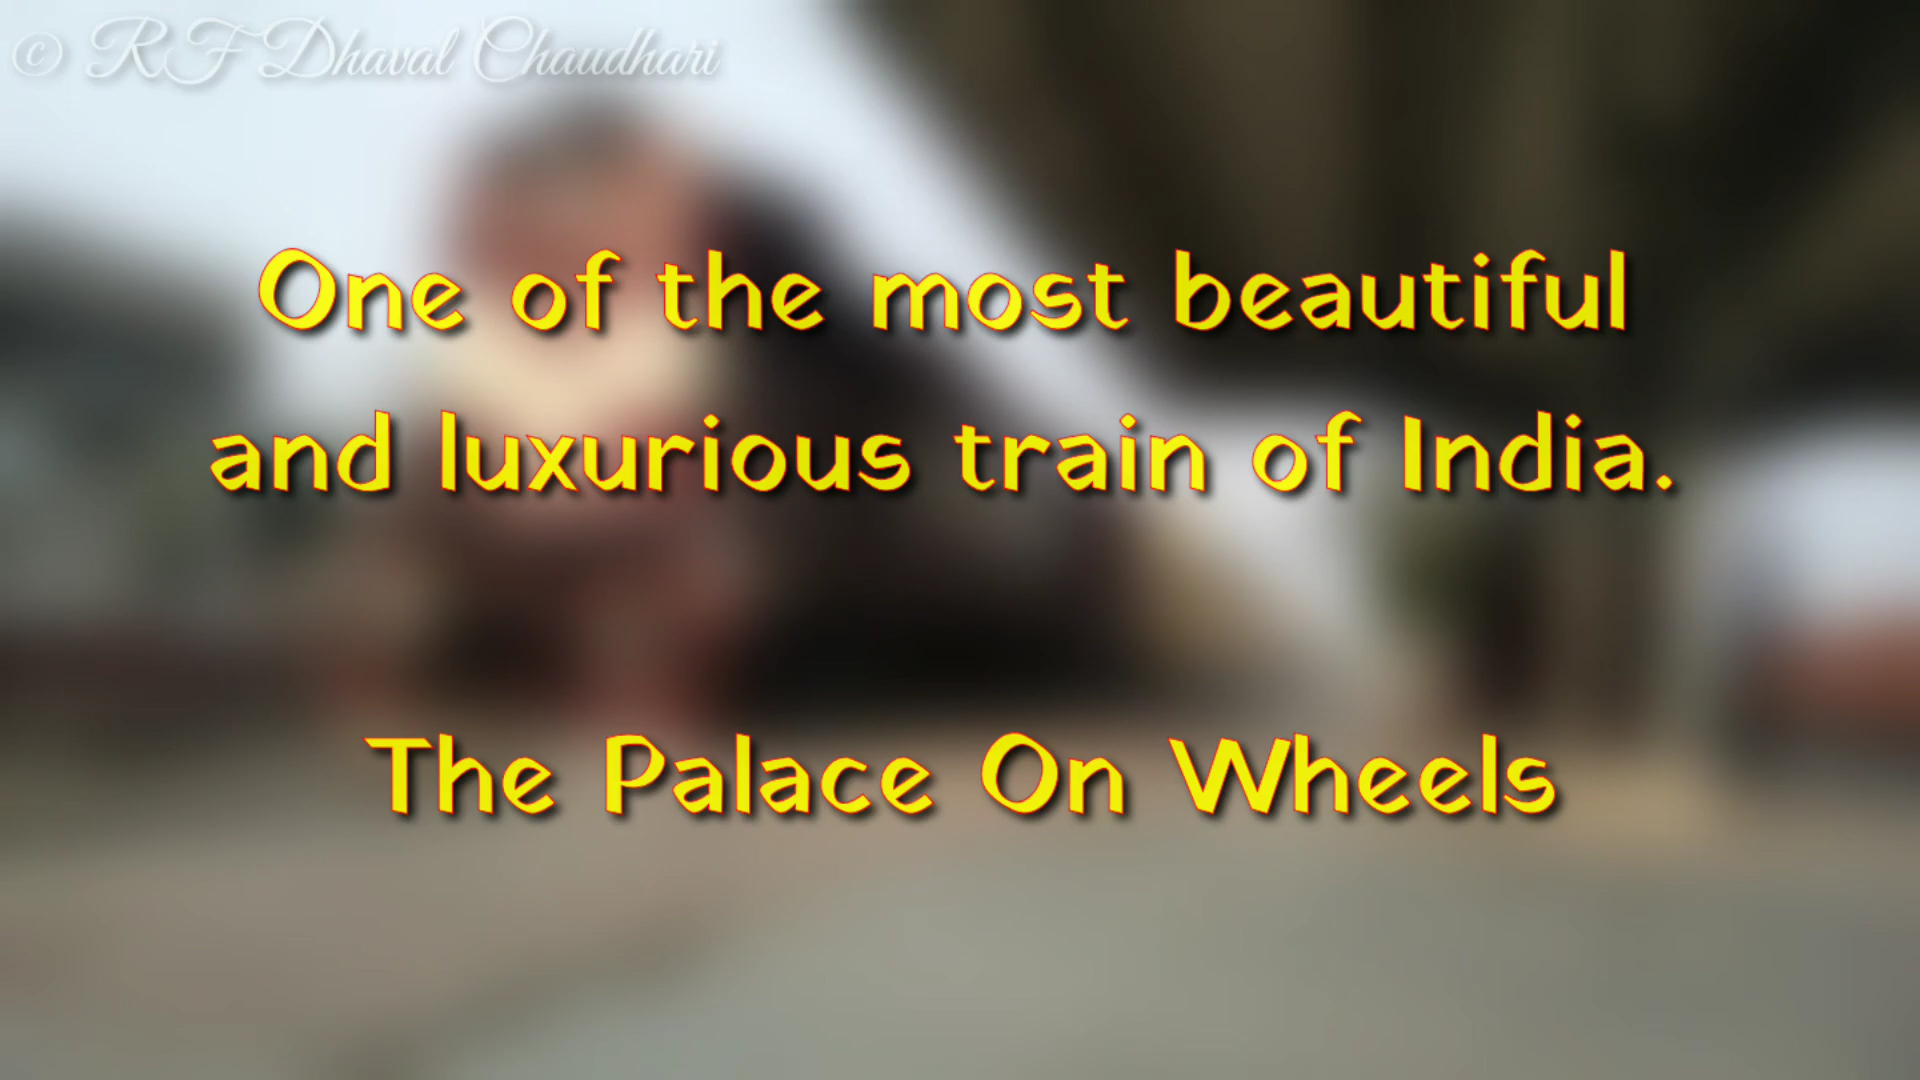 © RF Dhaval Chaudhari
One of the most beautiful
and luxurious train of India.
The Palace On Wheels